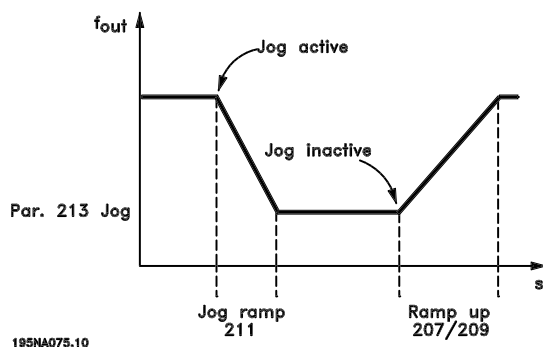 fout
Jog active
Jog inactive
Par. 213 Jog
s
Jog ramp
211
Ramp up
207/209
195NA075.10